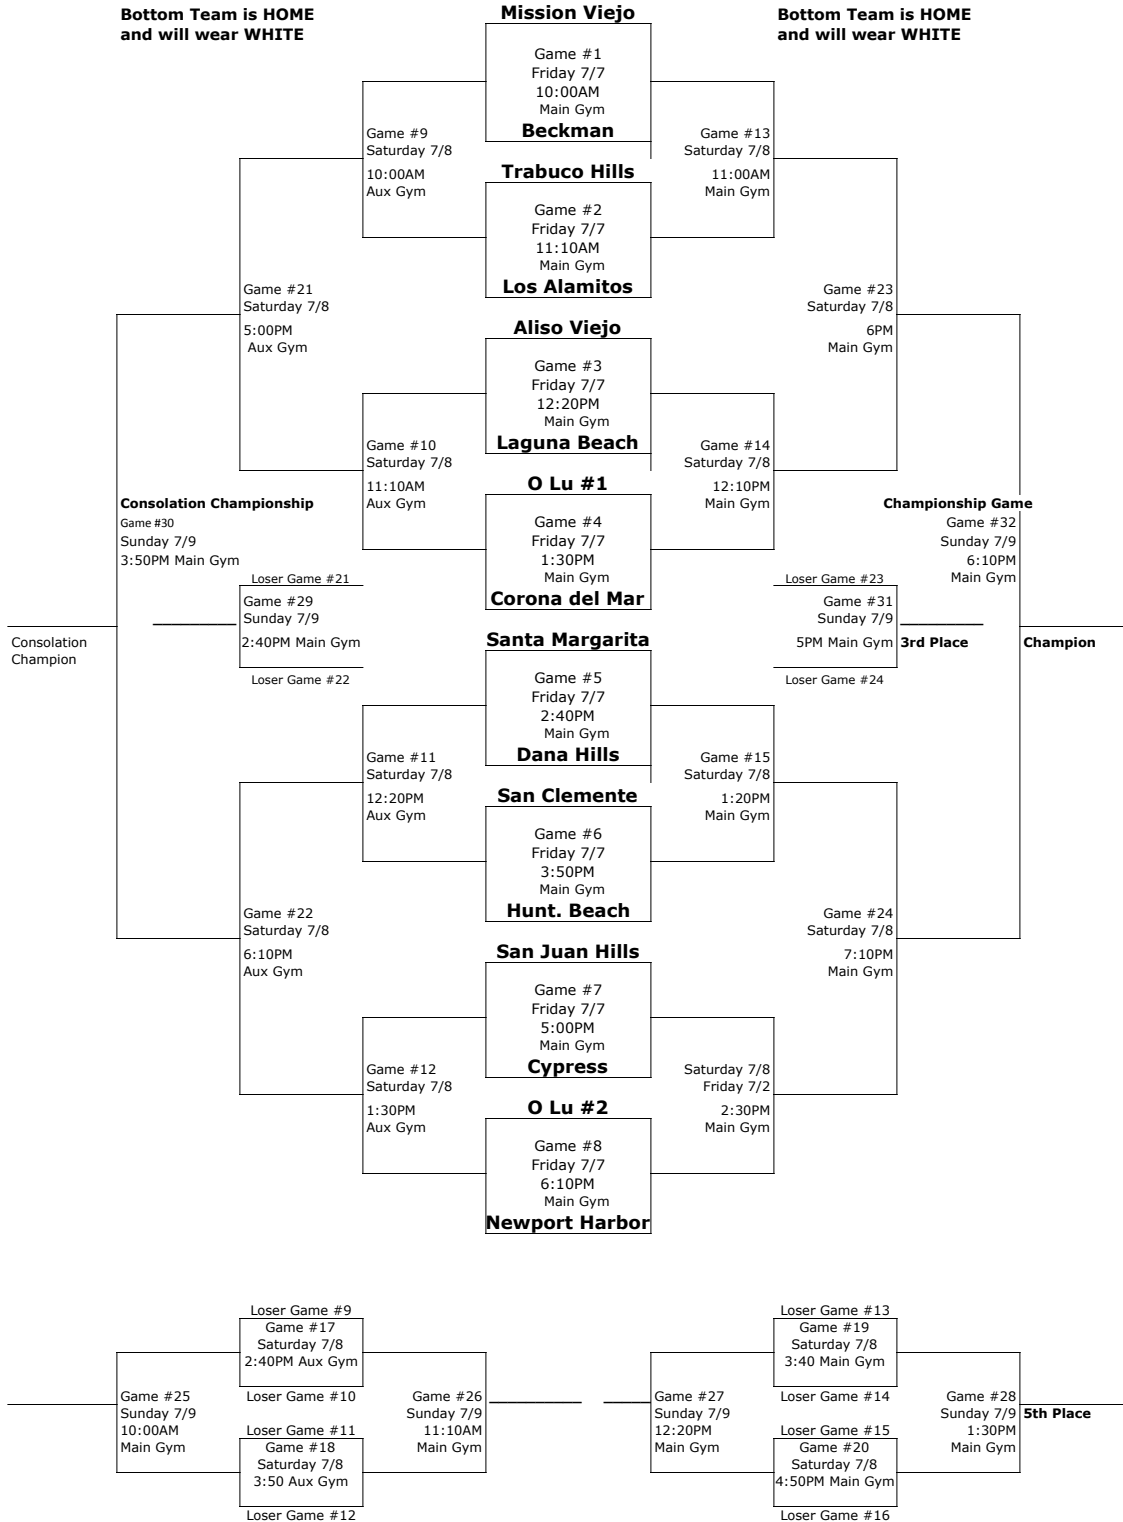 Bottom Team is HOME
and will wear WHITE
Mission Viejo
Bottom Team is HOME
and will wear WHITE
Game #1
Friday 7/7
10:00AM
Main Gym
Beckman
Game #9
Saturday 7/8
10:00AM
Aux Gym
Game #13
Saturday 7/8
11:00AM
Main Gym
Trabuco Hills
Game #2
Friday 7/7
11:10AM
Main Gym
Los Alamitos
Game #21
Saturday 7/8
5:00PM
Aux Gym
Game #23
Saturday 7/8
6PM
Main Gym
Aliso Viejo
Game #3
Friday 7/7
12:20PM
Main Gym
Laguna Beach
Game #10
Saturday 7/8
11:10AM
Aux Gym
Game #14
Saturday 7/8
12:10PM
Main Gym
O Lu #1
Game #4
Friday 7/7
1:30PM
Main Gym
Corona del Mar
Consolation Championship
Game #30
Sunday 7/9
3:50PM Main Gym
Championship Game
Game #32
Sunday 7/9
6:10PM
Main Gym
Loser Game #21
Game #29
Sunday 7/9
2:40PM Main Gym
Loser Game #22
Loser Game #23
Game #31
Sunday 7/9
5PM Main Gym
3rd Place
Loser Game #24
Consolation
Champion
Champion
Santa Margarita
Game #5
Friday 7/7
2:40PM
Main Gym
Dana Hills
Game #11
Saturday 7/8
12:20PM
Aux Gym
Game #15
Saturday 7/8
1:20PM
Main Gym
San Clemente
Game #6
Friday 7/7
3:50PM
Main Gym
Hunt. Beach
Game #22
Saturday 7/8
6:10PM
Aux Gym
Game #24
Saturday 7/8
7:10PM
Main Gym
San Juan Hills
Game #7
Friday 7/7
5:00PM
Main Gym
Cypress
Game #12
Saturday 7/8
1:30PM
Aux Gym
Saturday 7/8
Friday 7/2
2:30PM
Main Gym
O Lu #2
Game #8
Friday 7/7
6:10PM
Main Gym
Newport Harbor
Loser Game #9
Game #17
Saturday 7/8
2:40PM Aux Gym
Loser Game #10
Game #25
Sunday 7/9
10:00AM
Main Gym
Loser Game #11
Game #18
Saturday 7/8
3:50 Aux Gym
Loser Game #12
Game #26
Sunday 7/9
11:10AM
Main Gym
Loser Game #13
Game #19
Saturday 7/8
3:40 Main Gym
Loser Game #14
Game #27
Sunday 7/9
12:20PM
Main Gym
Loser Game #15
Game #20
Saturday 7/8
4:50PM Main Gym
Loser Game #16
Game #28
Sunday 7/9
1:30PM
Main Gym
5th Place